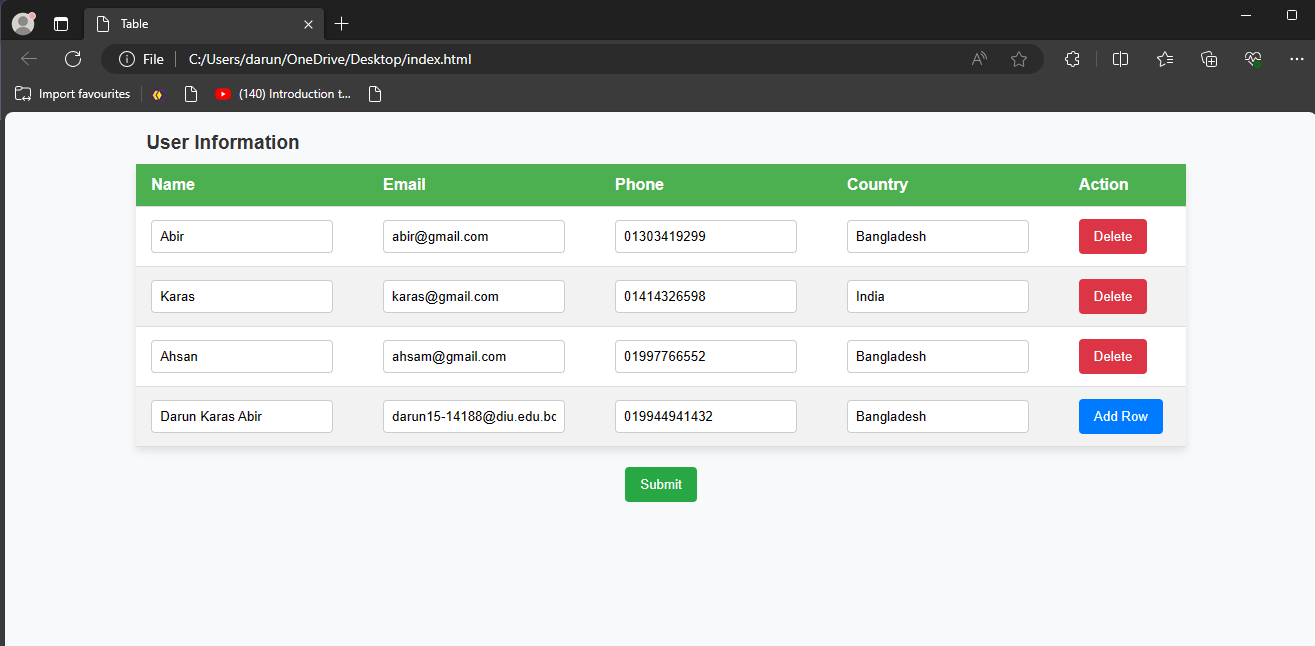 Table
File C:/Users/darun/OneDrive/Desktop/index.html
Import favourites (140) Introduction t...
User Information
Name Email Phone Country Action
Abir abir@gmail.com 01303419299 Bangladesh Delete
Karas karas@gmail.com 01414326598 India Delete
Ahsan ahsam@gmail.com 01997766552 Bangladesh Delete
Darun Karas Abir darun15-14188@diu.edu.bc 019944941432 Bangladesh Add Row
Submit